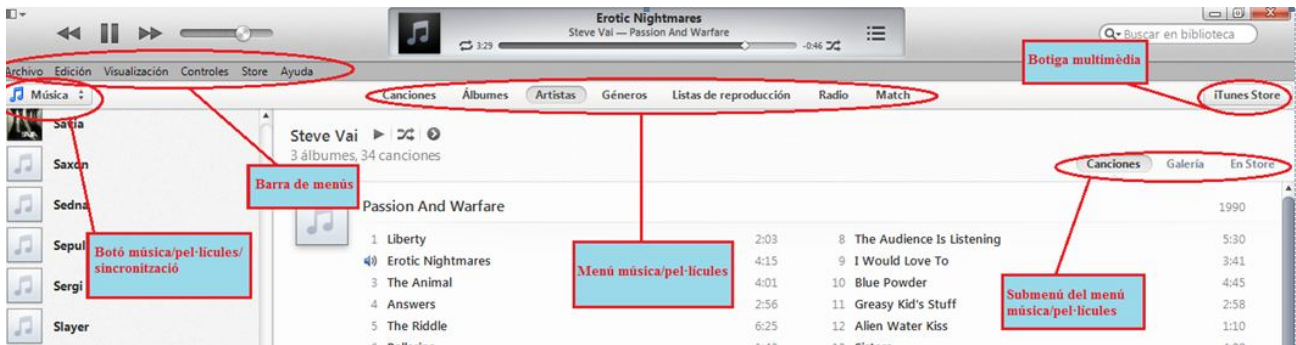 Erotic Nightmares
Steve Vai — Passion And Warfare
3:29
-0:46
Buscar en biblioteca
Botiga multimèdia
Archivo Edición Visualización Controles Store Ayuda
Música
Canciones Álbumes Artistas Géneros Listas de reproducción Radio Match
iTunes Store
Satia
Steve Vai
3 álbumes, 34 canciones
Saxon
Canciones Galería En Store
Barra de menús
Sedna
Passion And Warfare
1990
Botó música/pel·lícules/
sincronització
Menú música/pel·lícules
Submenú del menú
música/pel·lícules
Sepul
Sergi
Slayer
1 Liberty 2:03
Erotic Nightmares 4:15
3 The Animal 4:01
4 Answers 2:56
5 The Riddle 6:25
8 The Audience Is Listening 5:30
9 I Would Love To 3:41
10 Blue Powder 4:45
11 Greasy Kid's Stuff 2:58
12 Alien Water Kiss 1:10